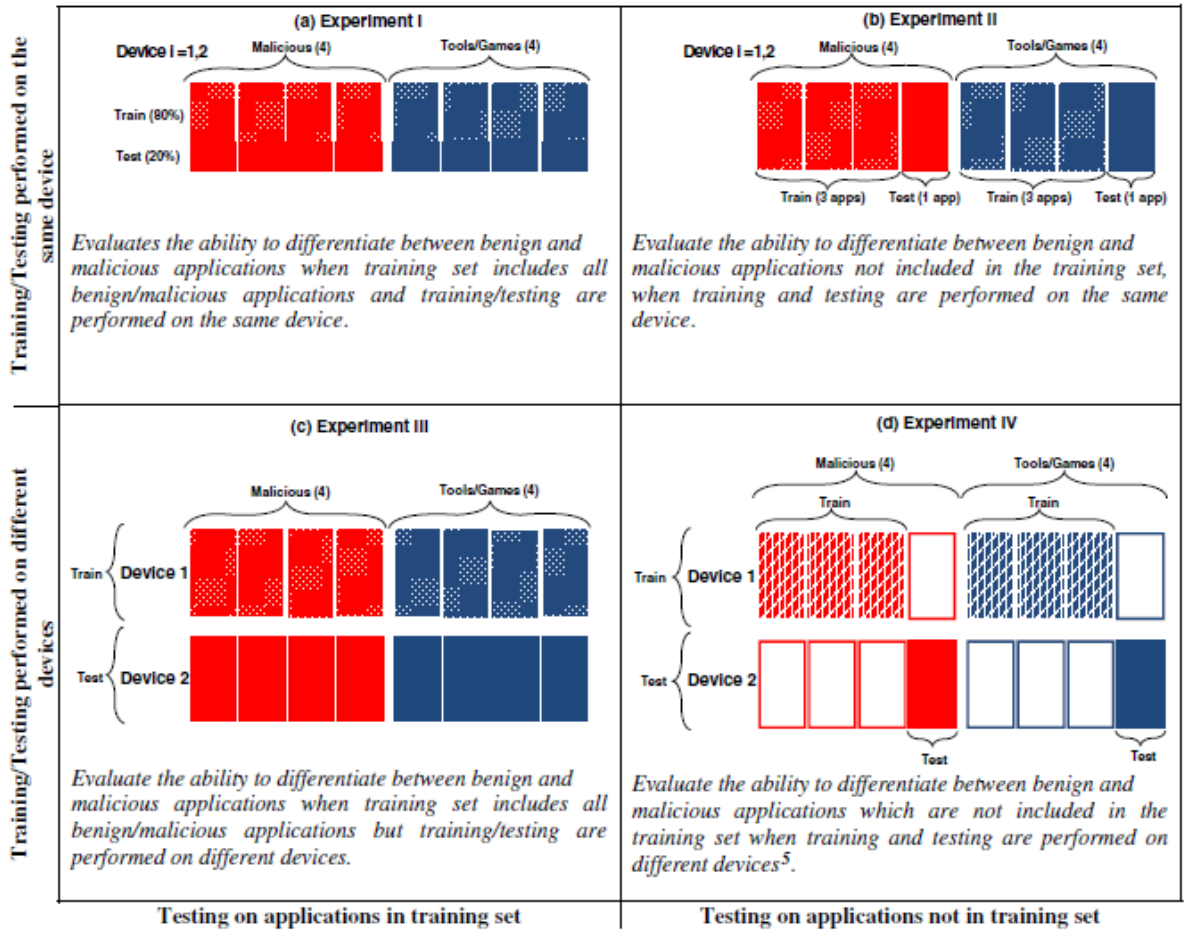 Training/Testing performed on the
same device
(a) Experiment I
Device i =1,2
Malicious (4)
Tools/Games (4)
Train (80%)
Test (20%)
Evaluates the ability to differentiate between benign and
malicious applications when training set includes all
benign/malicious applications and training/testing are
performed on the same device.
(b) Experiment II
Device i =1,2
Malicious (4)
Tools/Games (4)
Train (3 apps)
Test (1 app)
Train (3 apps)
Test (1 app)
Evaluate the ability to differentiate between benign and
malicious applications not included in the training set,
when training and testing are performed on the same
device.
Training/Testing performed on different
devices
(c) Experiment III
Malicious (4)
Tools/Games (4)
Train
Device 1
Test
Device 2
Evaluate the ability to differentiate between benign and
malicious applications when training set includes all
benign/malicious applications but training/testing are
performed on different devices.
(d) Experiment IV
Malicious (4)
Tools/Games (4)
Train
Train
Train
Device 1
Test
Device 2
Test
Test
Evaluate the ability to differentiate between benign and
malicious applications which are not included in the
training set when training and testing are performed on
different devices⁵.
Testing on applications in training set
Testing on applications not in training set